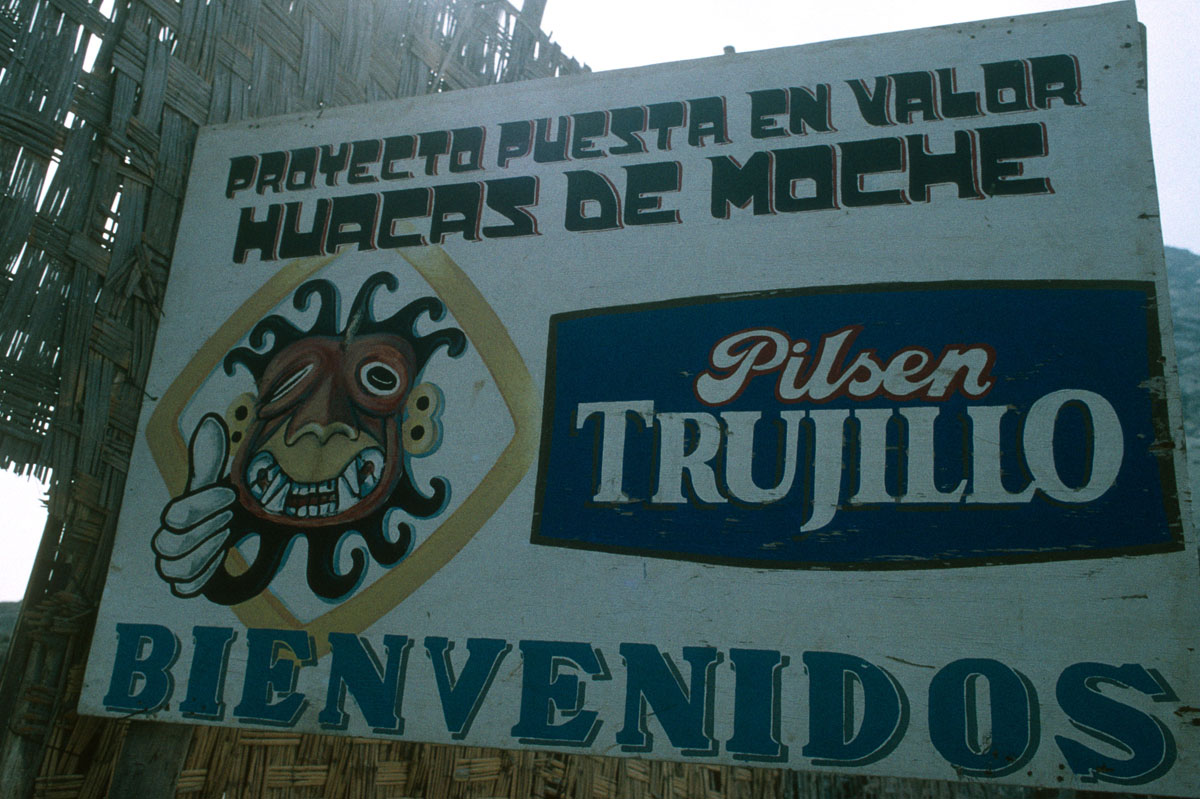 PROYECTO PUESTA EN VALOR
HUACAS DE MOCHE
Pilsen
TRUJILLO
BIENVENIDOS